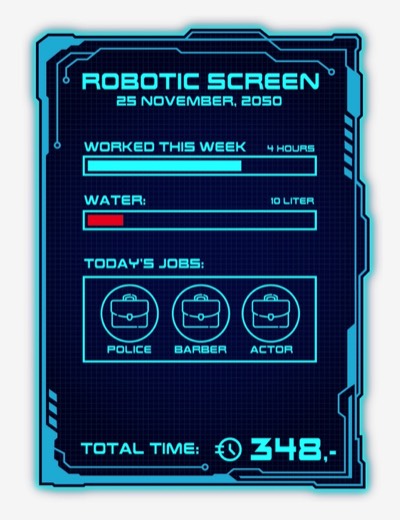 ROBOTIC SCREEN
25 NOVEMBER, 2050
WORKED THIS WEEK 4 HOURS
WATER: 10 LITER
TODAY'S JOBS:
POLICE BARBER ACTOR
TOTAL TIME: 348,-